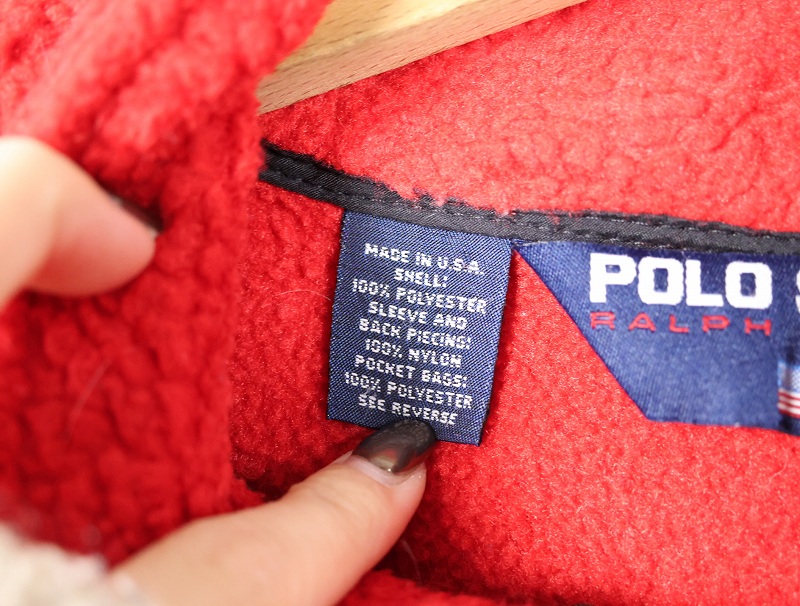 MADE IN U.S.A.
SHELL:
100% POLYESTER
SLEEVE AND
BACK PIECING:
100% NYLON
POCKET BAGS:
100% POLYESTER
SEE REVERSE
POLO
RALPH